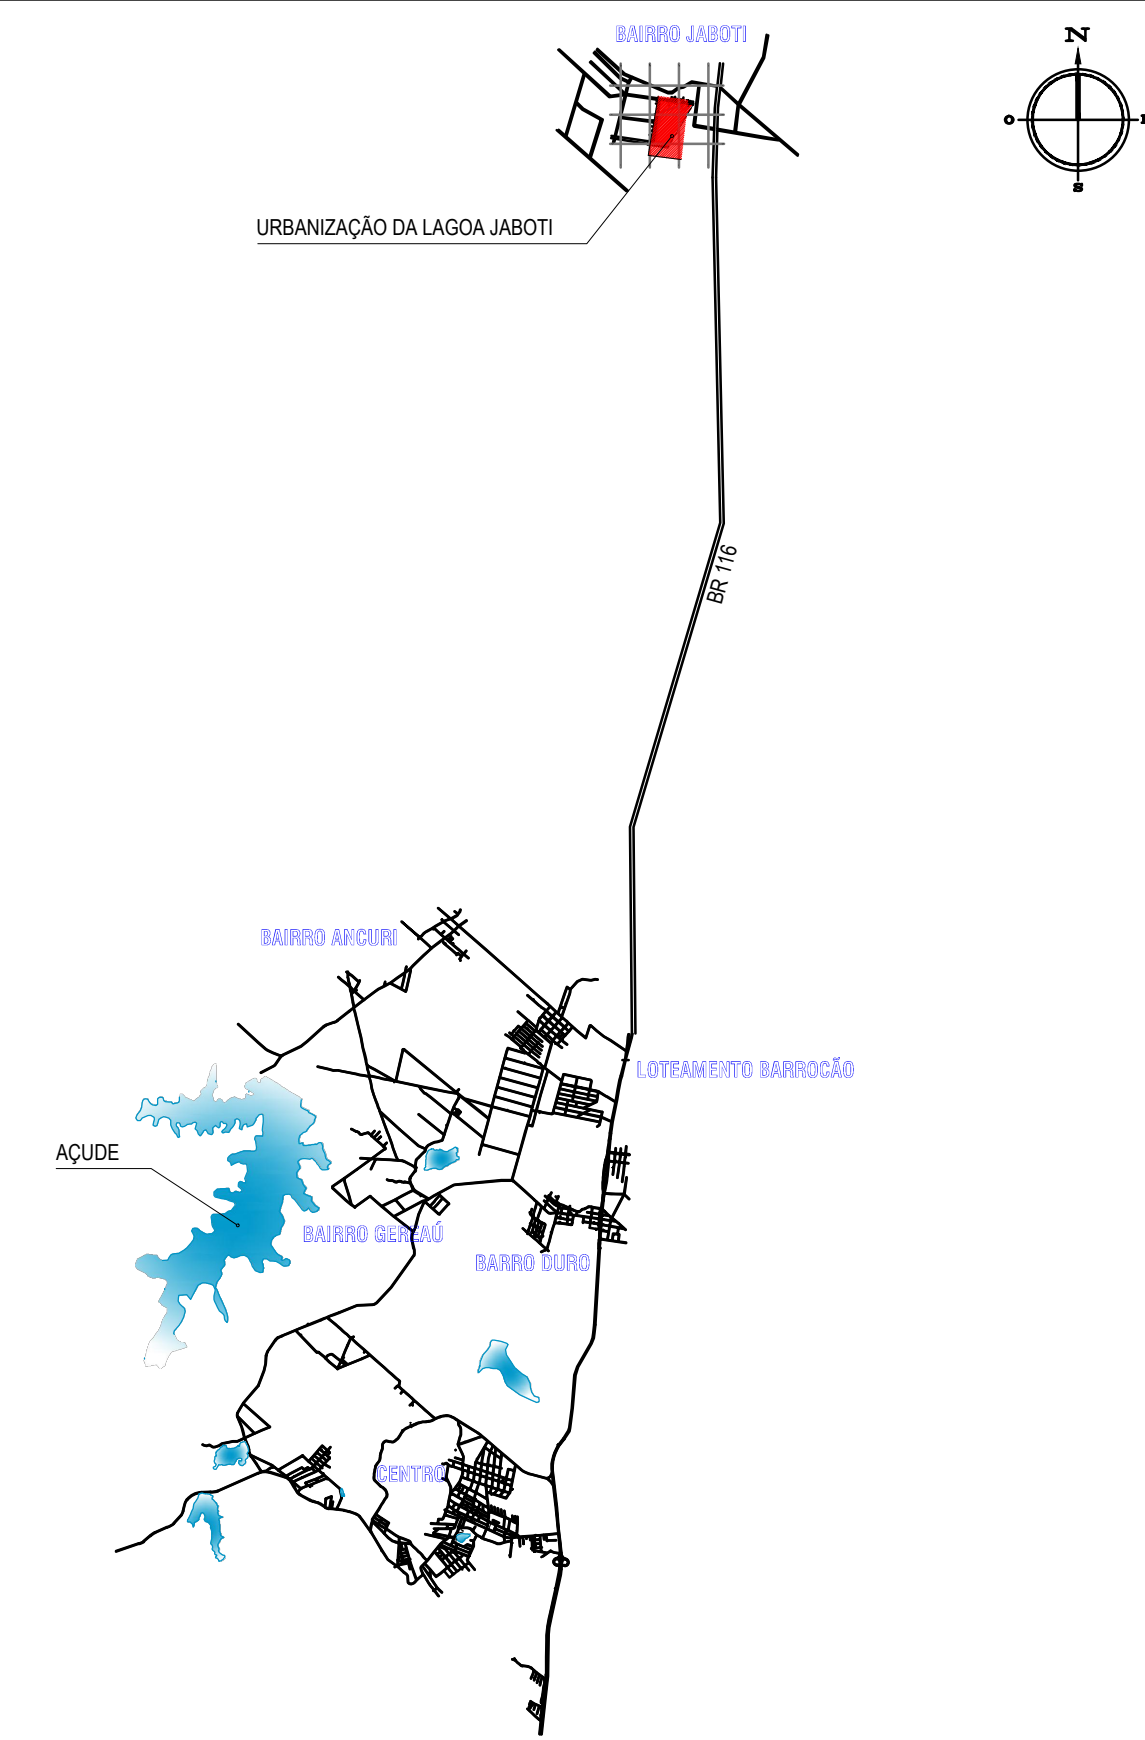 BAIRRO JABOTI
N
O
S
URBANIZAÇÃO DA LAGOA JABOTI
BR 116
BAIRRO ANCURI
LOTEAMENTO BARROCÃO
AÇUDE
BAIRRO GEREAÚ
BARRO DURO
CENTRO